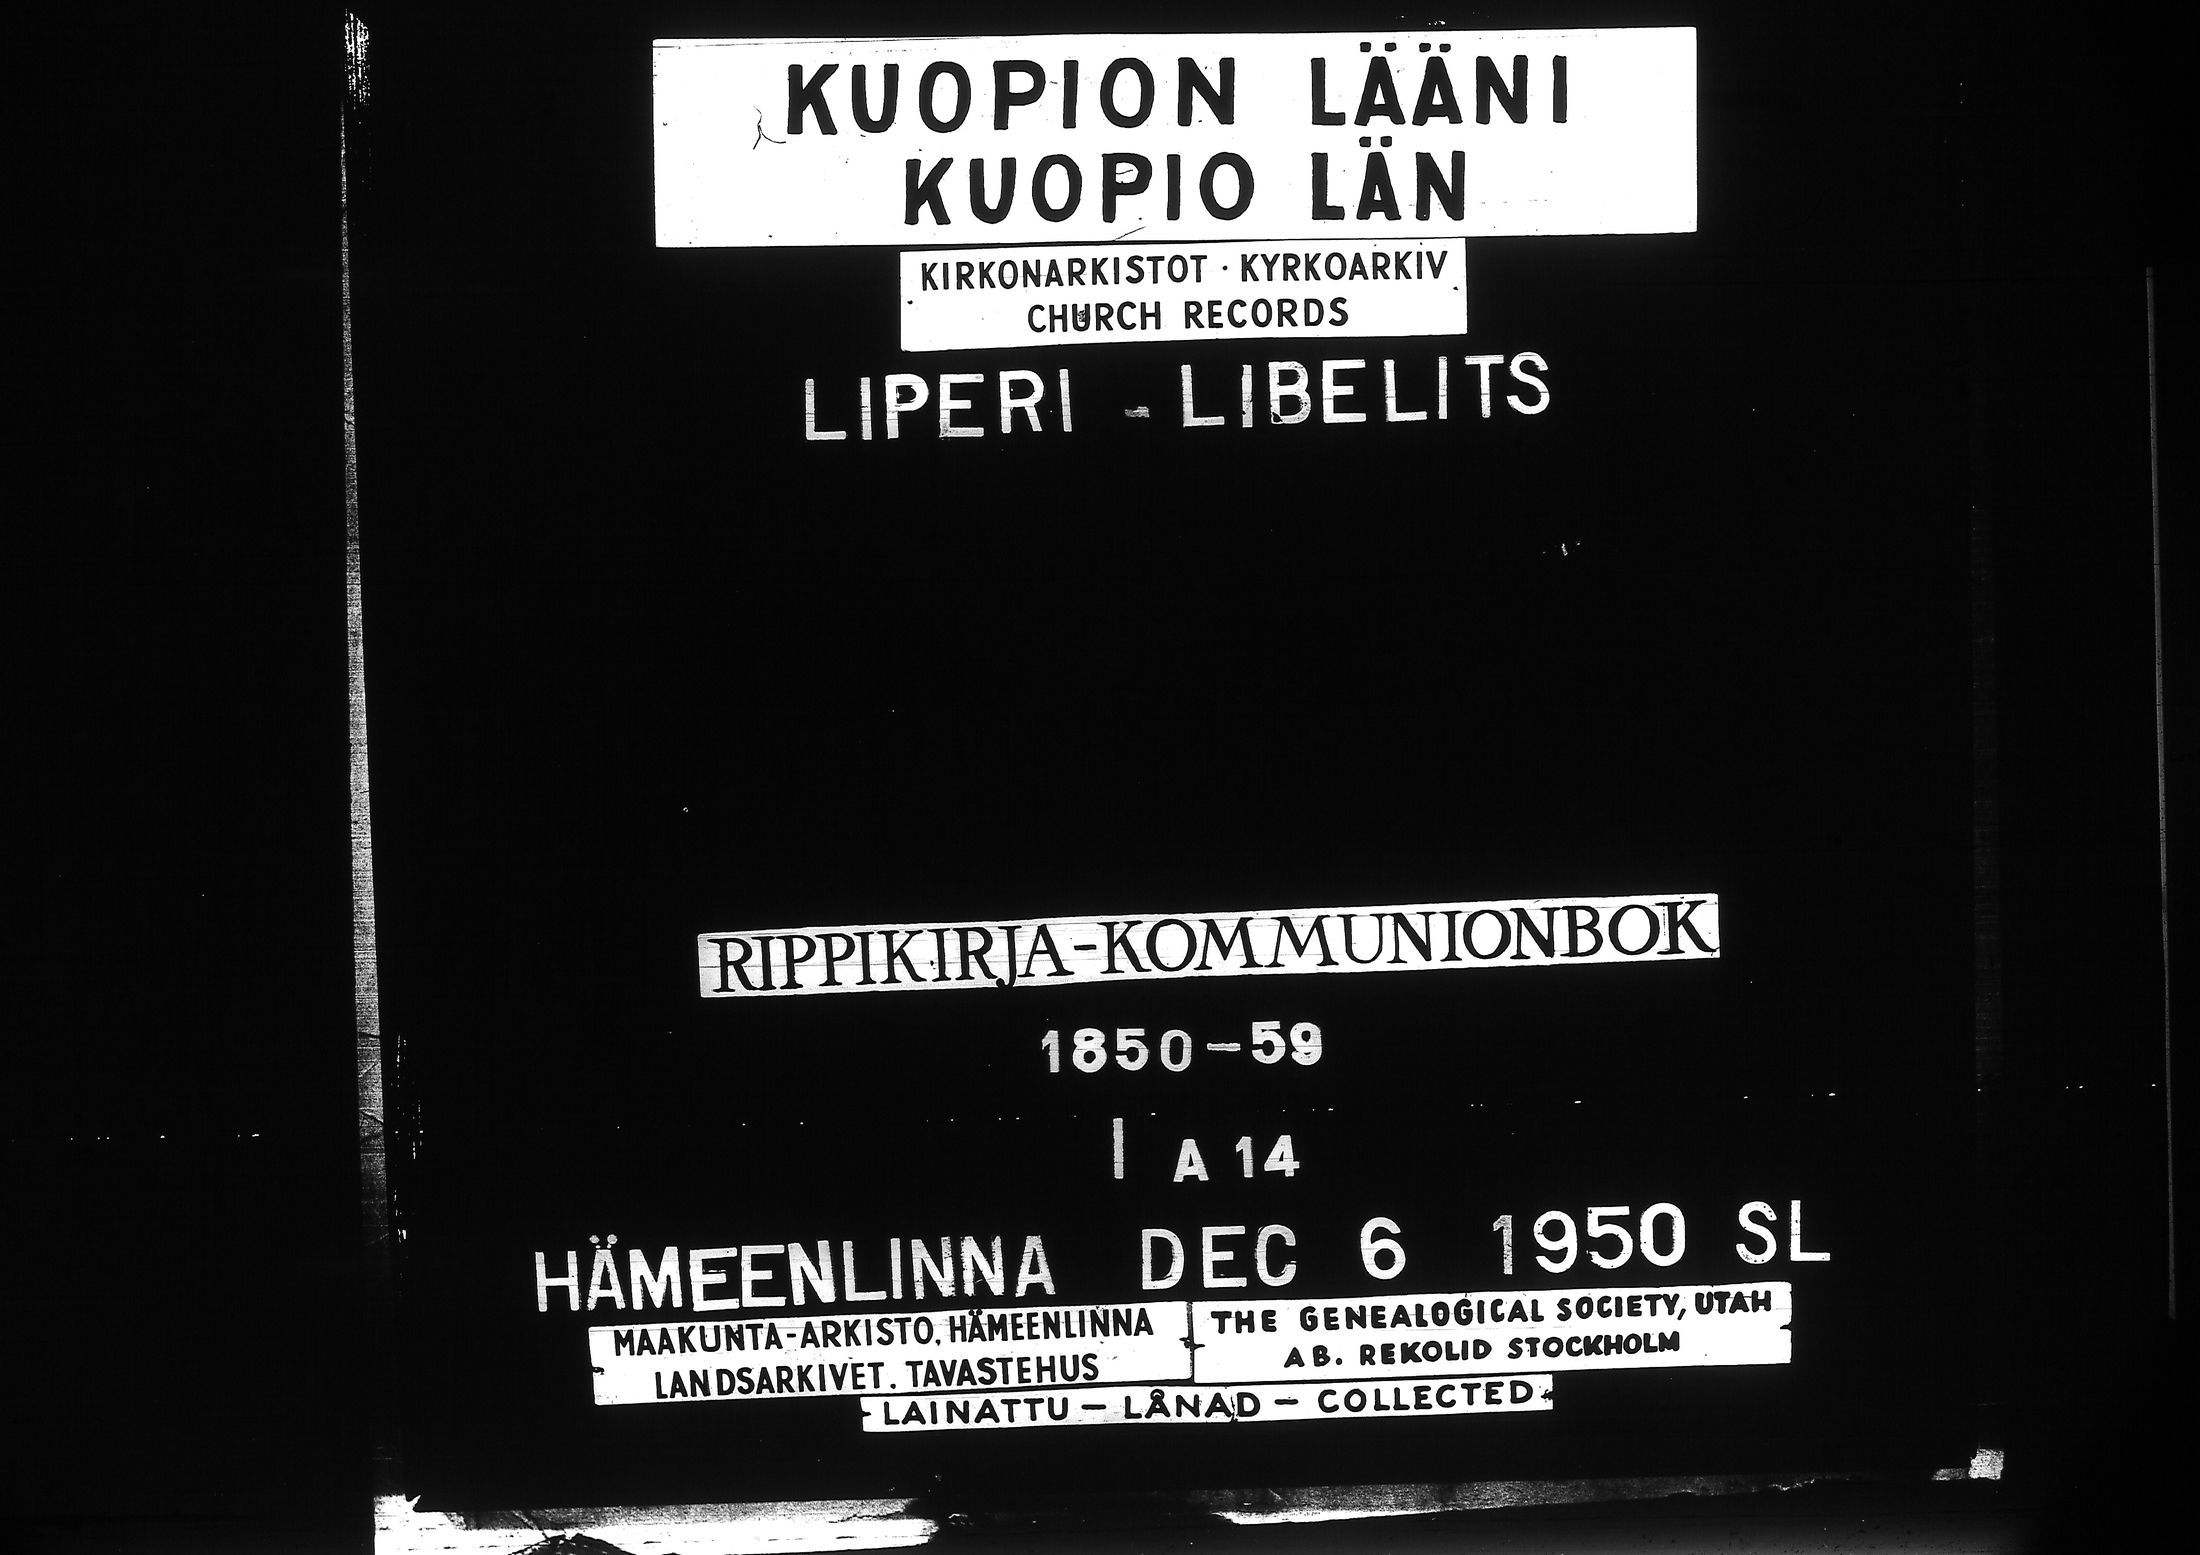 KUOPION LÄÄNI
KUOPIO LÄN
KIRKONARKISTOT · KYRKOARKIV
CHURCH RECORDS
LIPERI - LIBELITS
RIPPIKIRJA-KOMMUNIONBOK
1850-59
I A 14
HÄMEENLINNA DEC 6 1950 SL
MAAKUNTA-ARKISTO, HÄMEENLINNA
LANDSARKIVET. TAVASTEHUS
THE GENEALOGICAL SOCIETY, UTAH
AB. REKOLID STOCKHOLM
LAINATTU - LÅNAD - COLLECTED